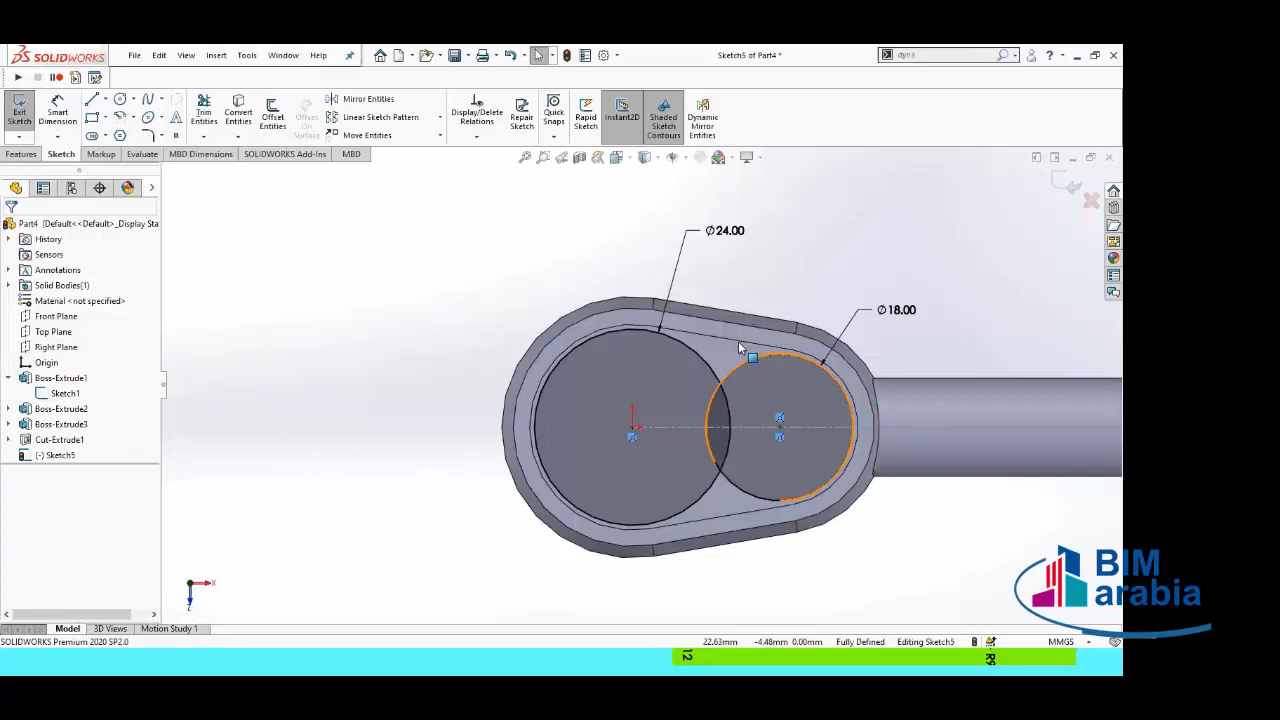 SOLIDWORKS
File Edit View Insert Tools Window Help
Sketch5 of Part4 *
dyna
Exit Sketch
Smart Dimension
Trim Entities
Convert Entities
Offset Entities
Offset On Surface
Mirror Entities
Linear Sketch Pattern
Move Entities
Display/Delete Relations
Repair Sketch
Quick Snaps
Rapid Sketch
Instant2D
Shaded Sketch Contours
Dynamic Mirror Entities
Features Sketch Markup Evaluate MBD Dimensions SOLIDWORKS Add-Ins MBD
Part4 (Default<<Default>_Display Sta
History
Sensors
Annotations
Solid Bodies(1)
Material <not specified>
Front Plane
Top Plane
Right Plane
Origin
Boss-Extrude1
Sketch1
Boss-Extrude2
Boss-Extrude3
Cut-Extrude1
(-) Sketch5
∅24.00
∅18.00
X
Z
BIM
arabia
Model 3D Views Motion Study 1
SOLIDWORKS Premium 2020 SP2.0
22.63mm -4.48mm 0.00mm Fully Defined Editing Sketch5 MMGS
12
R9